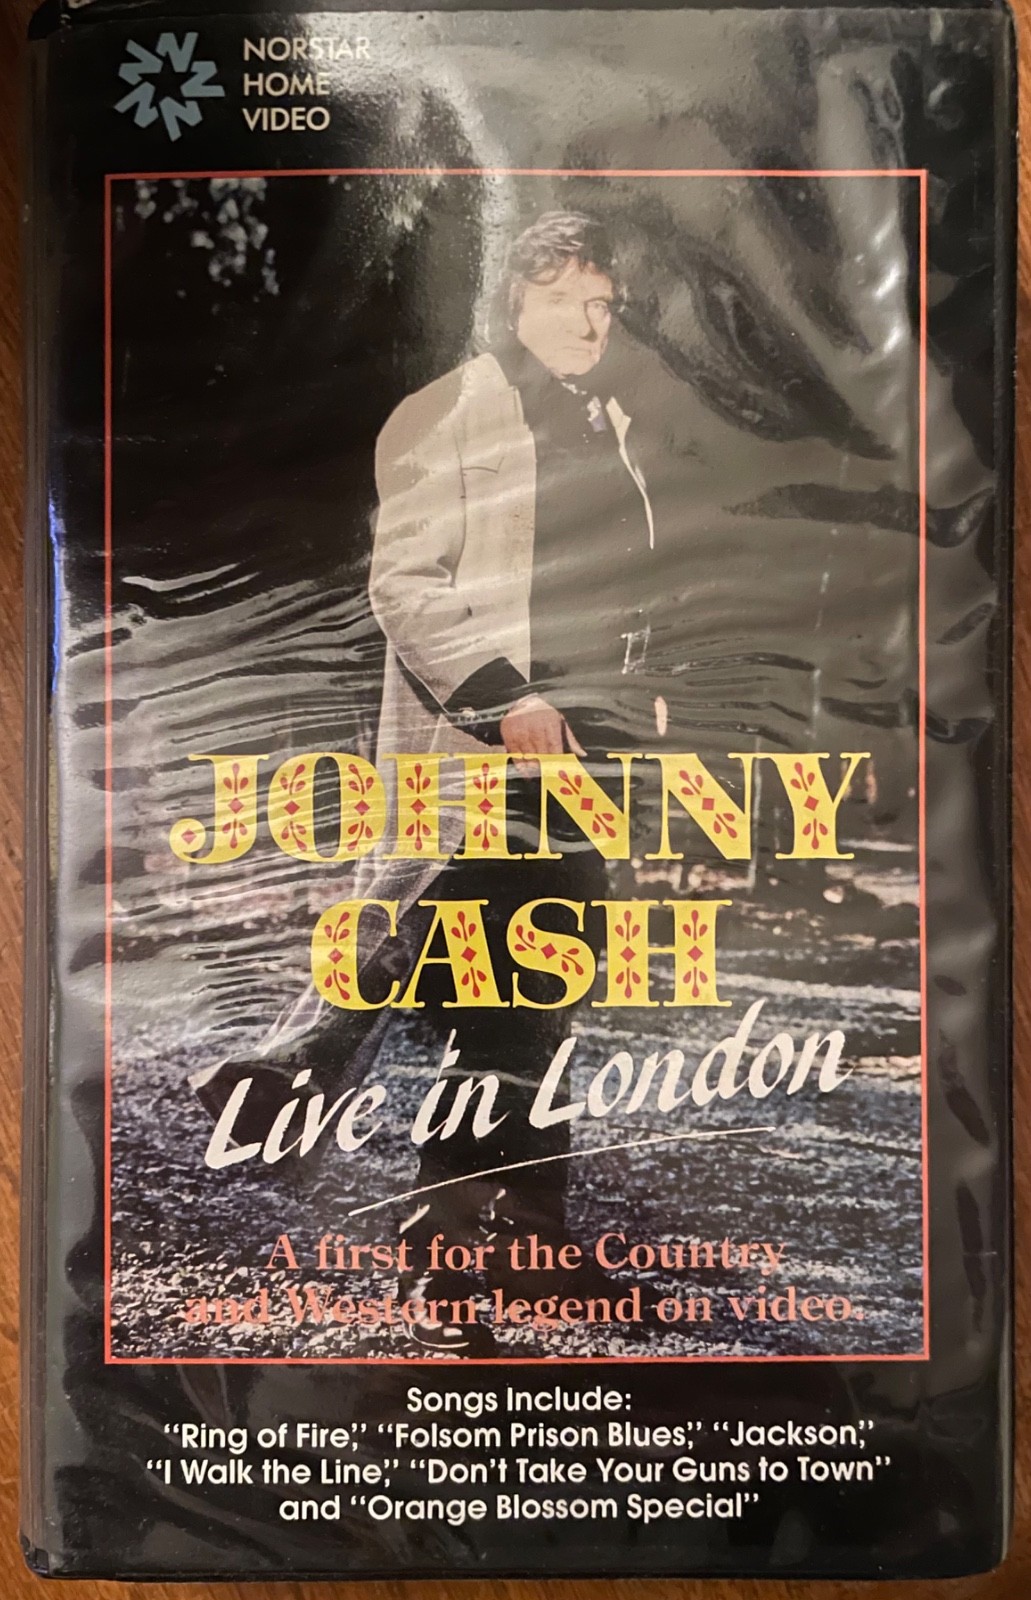 NORSTAR
HOME
VIDEO
JOHNNY
CASH
Live in London
A first for the Country
and Western legend on video.
Songs Include:
“Ring of Fire,” “Folsom Prison Blues,” “Jackson,”
“I Walk the Line,” “Don’t Take Your Guns to Town”
and “Orange Blossom Special”